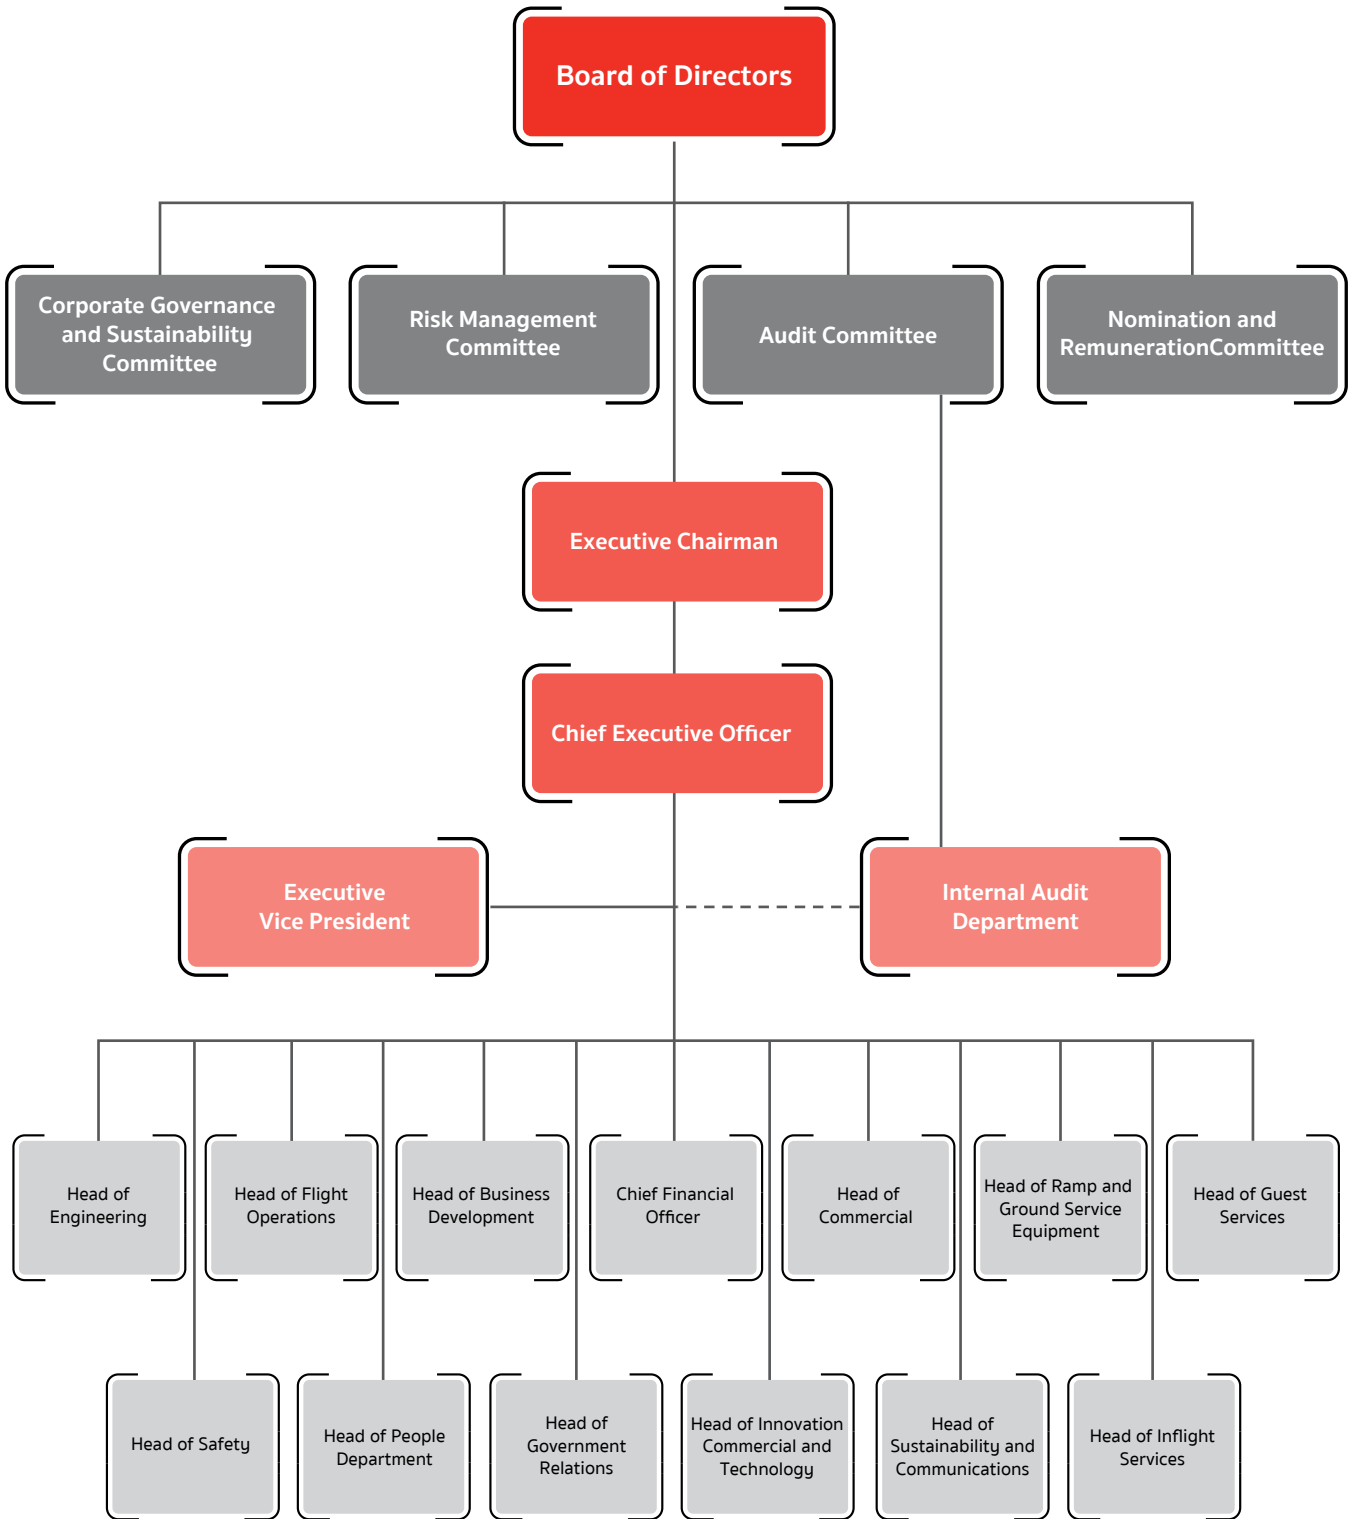 Board of Directors
Corporate Governance
and Sustainability
Committee
Risk Management
Committee
Audit Committee
Nomination and
RemunerationCommittee
Executive Chairman
Chief Executive Officer
Executive
Vice President
Internal Audit
Department
Head of
Engineering
Head of Flight
Operations
Head of Business
Development
Chief Financial
Officer
Head of
Commercial
Head of Ramp and
Ground Service
Equipment
Head of Guest
Services
Head of Safety
Head of People
Department
Head of
Government
Relations
Head of Innovation
Commercial and
Technology
Head of
Sustainability and
Communications
Head of Inflight
Services